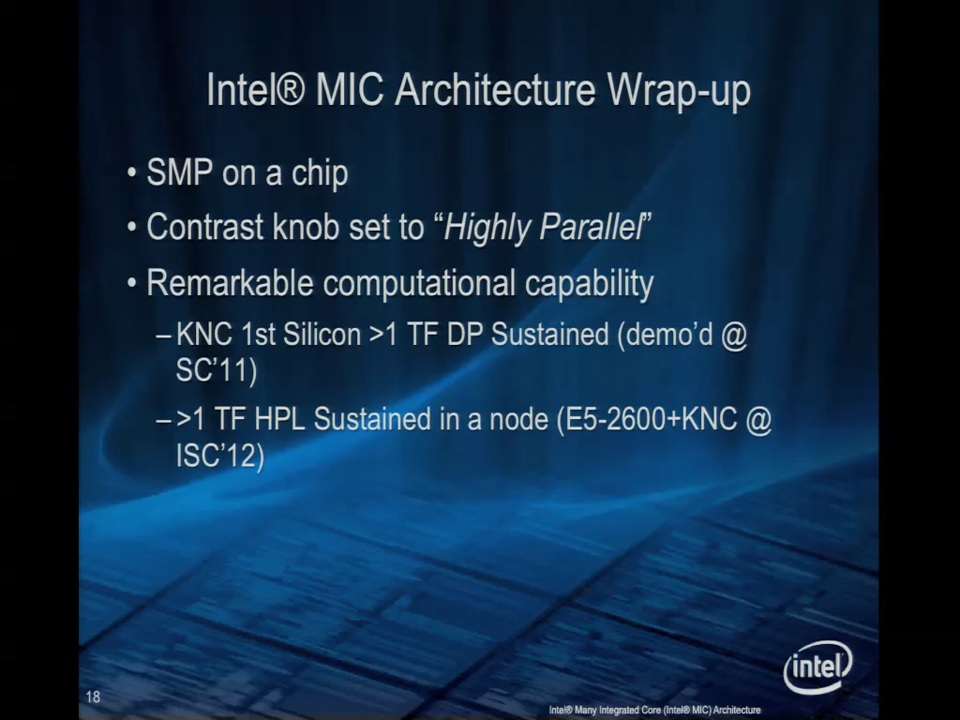 Intel® MIC Architecture Wrap-up
• SMP on a chip
• Contrast knob set to “Highly Parallel”
• Remarkable computational capability
–KNC 1st Silicon >1 TF DP Sustained (demo’d @
SC’11)
–>1 TF HPL Sustained in a node (E5-2600+KNC @
ISC’12)
intel
18
Intel® Many Integrated Core (Intel® MIC) Architecture